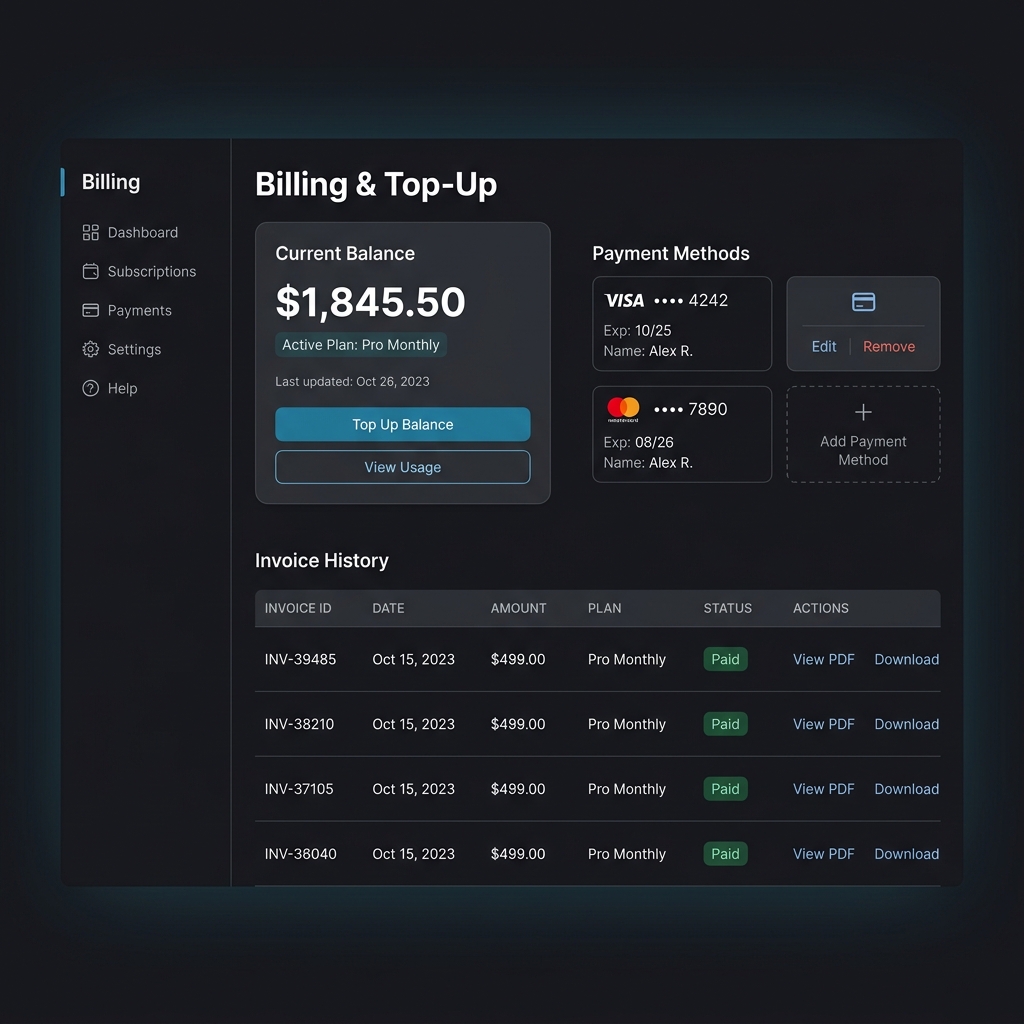 Billing
Dashboard
Subscriptions
Payments
Settings
Help
Billing & Top-Up
Current Balance
$1,845.50
Active Plan: Pro Monthly
Last updated: Oct 26, 2023
Top Up Balance
View Usage
Payment Methods
VISA •••• 4242
Exp: 10/25
Name: Alex R.
Edit | Remove
•••• 7890
Exp: 08/26
Name: Alex R.
Add Payment
Method
Invoice History
INVOICE ID DATE AMOUNT PLAN STATUS ACTIONS
INV-39485 Oct 15, 2023 $499.00 Pro Monthly Paid View PDF Download
INV-38210 Oct 15, 2023 $499.00 Pro Monthly Paid View PDF Download
INV-37105 Oct 15, 2023 $499.00 Pro Monthly Paid View PDF Download
INV-36040 Oct 15, 2023 $499.00 Pro Monthly Paid View PDF Download